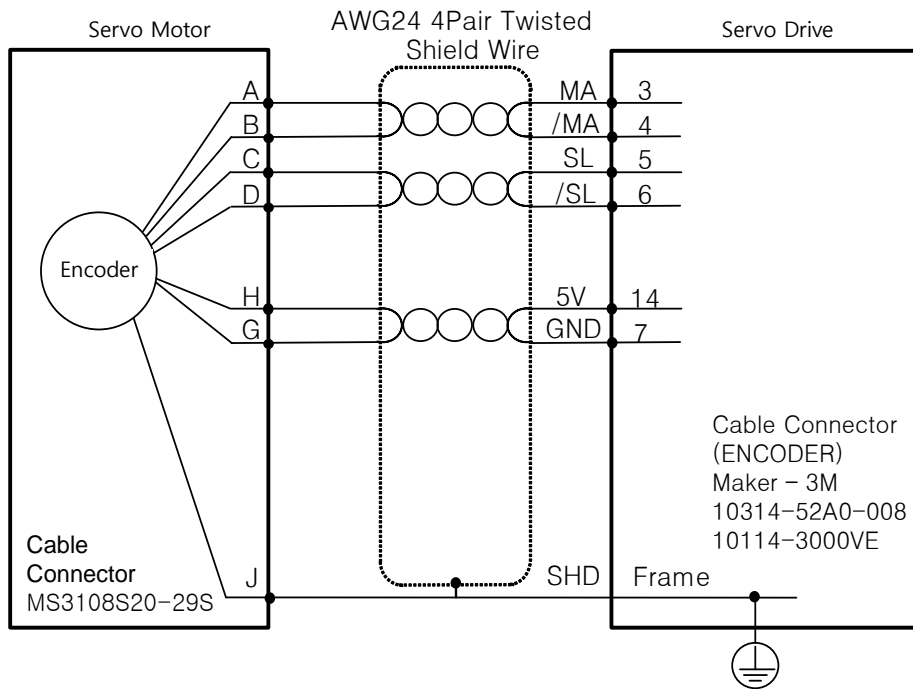 Servo Motor
AWG24 4Pair Twisted
Shield Wire
Servo Drive
A
MA
3
B
/MA
4
C
SL
5
D
/SL
6
Encoder
H
5V
14
G
GND
7
Cable Connector
(ENCODER)
Maker – 3M
10314-52A0-008
10114-3000VE
Cable
Connector
MS3108S20-29S
J
SHD
Frame